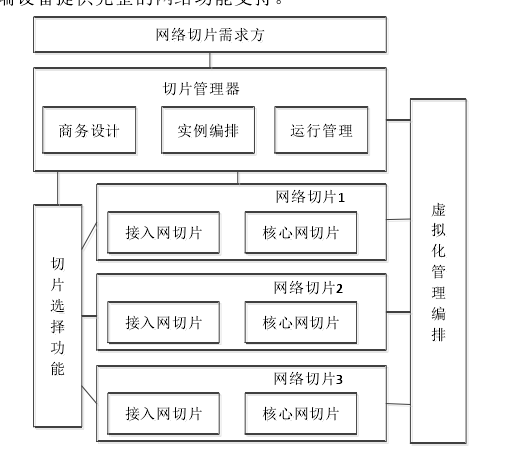 端设备提供完整的网络功能支持。
网络切片需求方
切片管理器
商务设计
实例编排
运行管理
网络切片1
接入网切片
核心网切片
网络切片2
接入网切片
核心网切片
网络切片3
接入网切片
核心网切片
切片选择功能
虚拟化管理编排